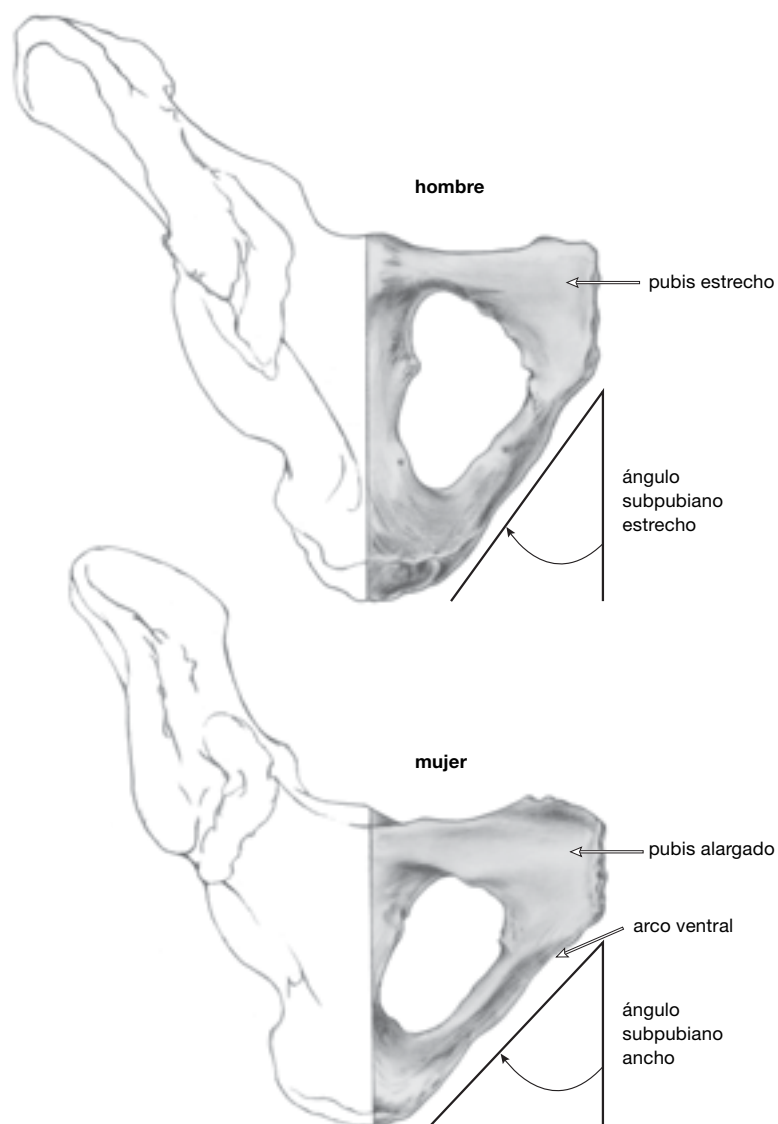 hombre
pubis estrecho
ángulo
subpubiano
estrecho
mujer
pubis alargado
arco ventral
ángulo
subpubiano
ancho